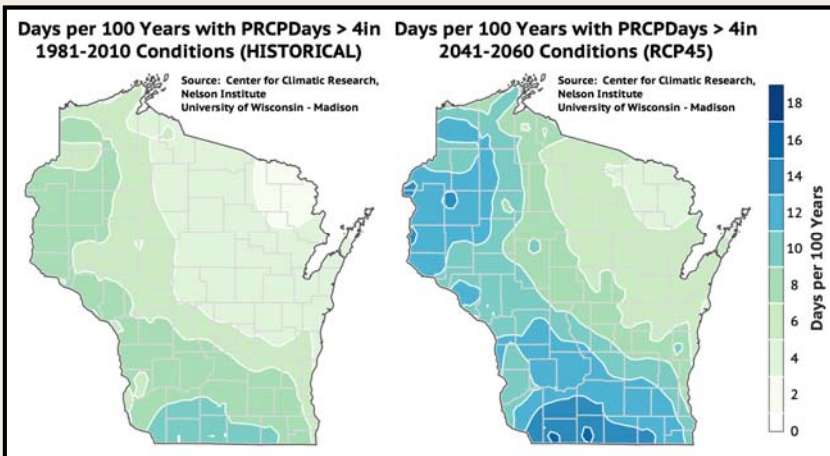 Days per 100 Years with PRCPDays > 4in
1981-2010 Conditions (HISTORICAL)
Source: Center for Climatic Research,
Nelson Institute
University of Wisconsin - Madison
Days per 100 Years with PRCPDays > 4in
2041-2060 Conditions (RCP45)
Source: Center for Climatic Research,
Nelson Institute
University of Wisconsin - Madison
18
16
14
12
10
8
6
4
2
0
Days per 100 Years